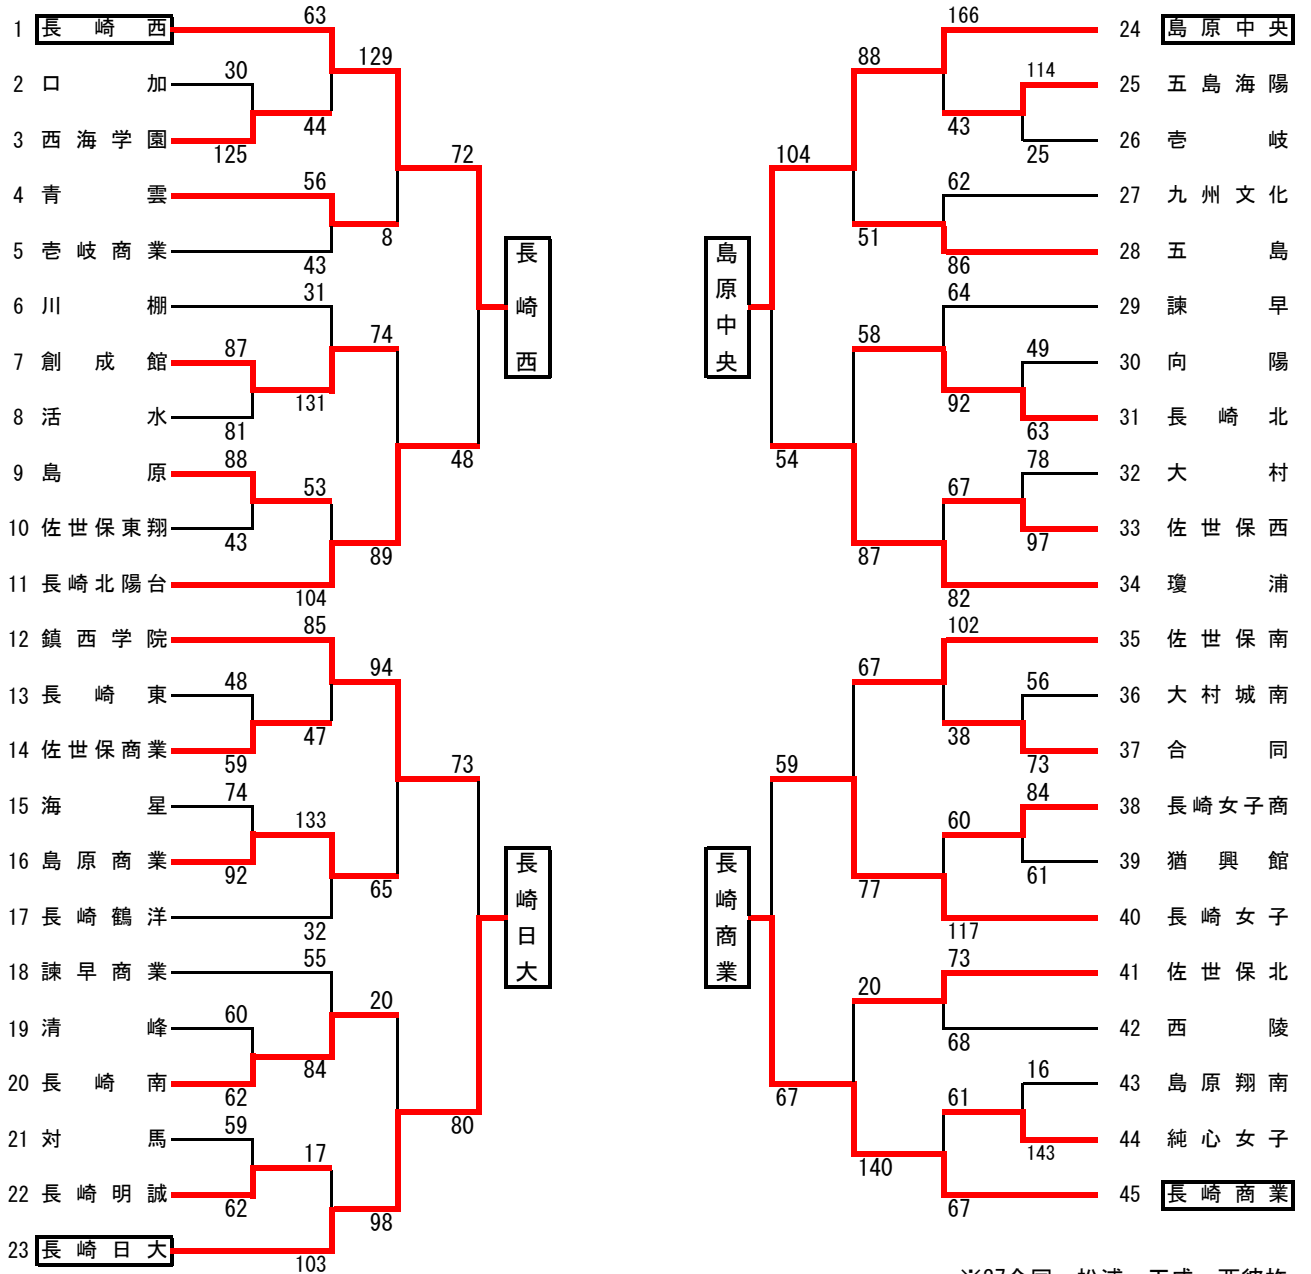 1 長崎西
2 口加
3 西海学園
4 青雲
5 壱岐商業
6 川棚
7 創成館
8 活水
9 島原
10 佐世保東翔
11 長崎北陽台
12 鎮西学院
13 長崎東
14 佐世保商業
15 海星
16 島原商業
17 長崎鶴洋
18 諫早商業
19 清峰
20 長崎南
21 対馬
22 長崎明誠
23 長崎日大
30
125
87
81
88
43
48
59
74
92
60
62
59
62
63
44
56
43
31
131
53
104
85
47
133
32
55
84
17
103
129
8
74
89
94
65
20
98
72
48
73
80
長崎西
長崎日大
島原中央
長崎商業
104
54
59
67
88
51
58
87
67
77
20
140
166
43
62
86
64
92
67
82
102
38
60
117
73
68
61
67
114
25
49
63
78
97
56
73
84
61
16
143
24 島原中央
25 五島海陽
26 壱岐
27 九州文化
28 五島
29 諫早
30 向陽
31 長崎北
32 大村
33 佐世保西
34 瓊浦
35 佐世保南
36 大村城南
37 合同
38 長崎女子商
39 猶興館
40 長崎女子
41 佐世保北
42 西陵
43 島原翔南
44 純心女子
45 長崎商業